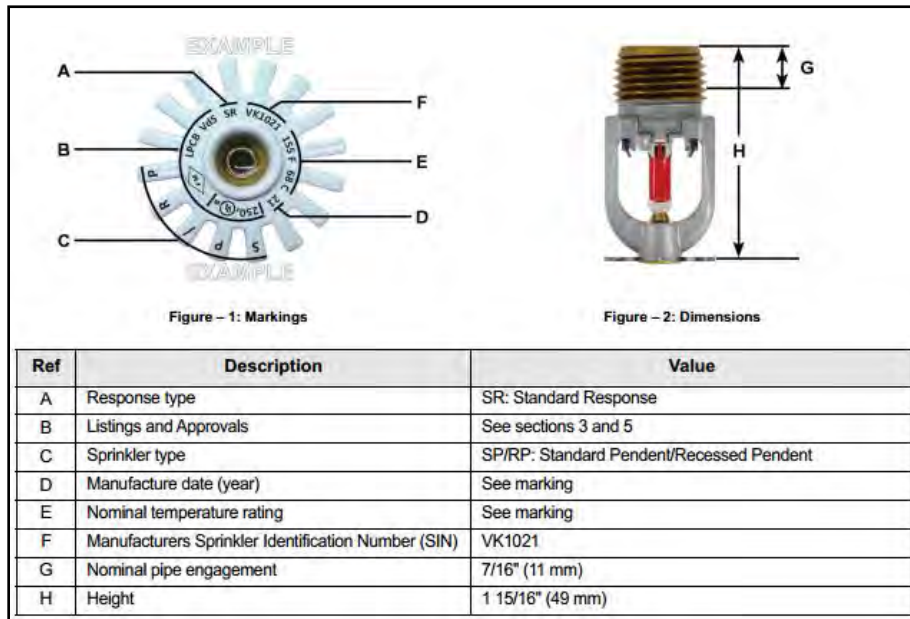 EXAMPLE
A
B
C
F
E
D
LPCB VdS SR VK1021 155 F 68 C 21
250
P R / P S
EXAMPLE
Figure – 1: Markings
G
H
Figure – 2: Dimensions
Ref Description Value
A Response type SR: Standard Response
B Listings and Approvals See sections 3 and 5
C Sprinkler type SP/RP: Standard Pendent/Recessed Pendent
D Manufacture date (year) See marking
E Nominal temperature rating See marking
F Manufacturers Sprinkler Identification Number (SIN) VK1021
G Nominal pipe engagement 7/16" (11 mm)
H Height 1 15/16" (49 mm)